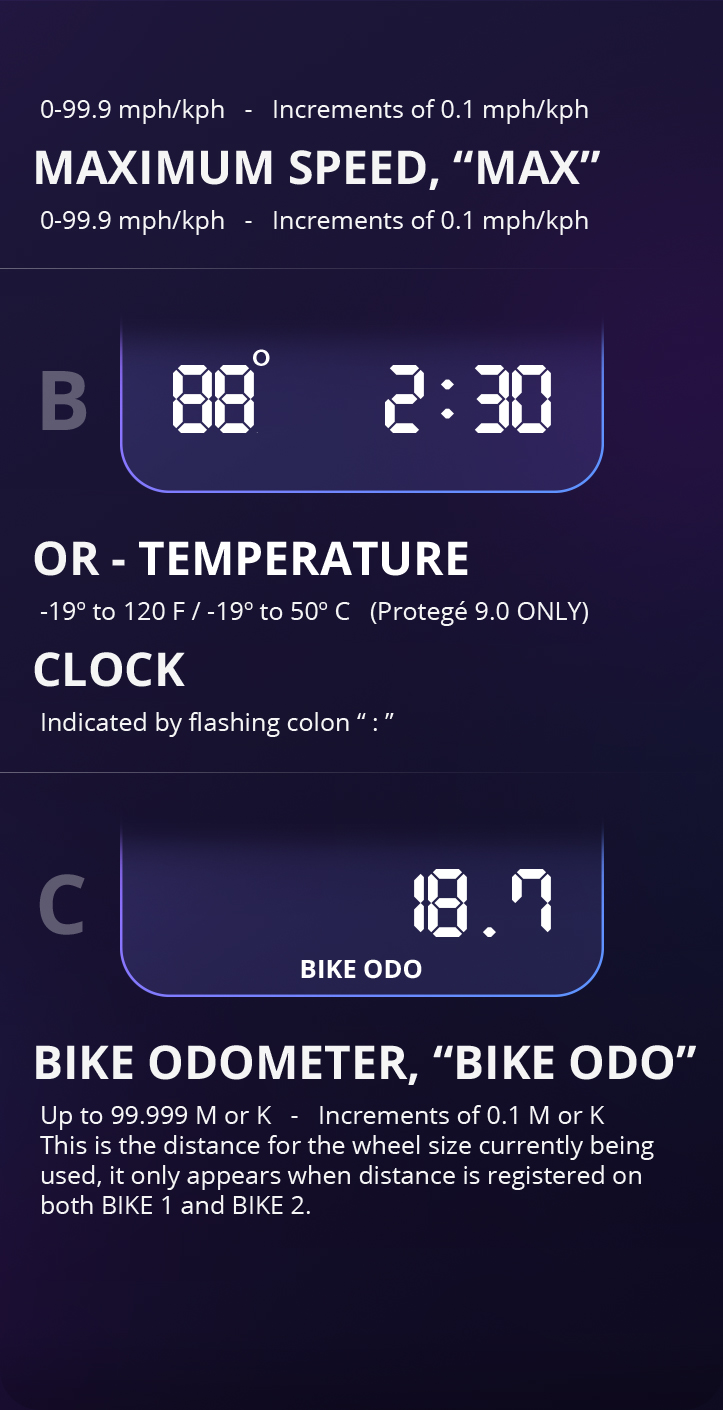 0-99.9 mph/kph - Increments of 0.1 mph/kph
MAXIMUM SPEED, “MAX”
0-99.9 mph/kph - Increments of 0.1 mph/kph
B
88° 2:30
OR - TEMPERATURE
-19º to 120 F / -19º to 50º C (Protegé 9.0 ONLY)
CLOCK
Indicated by flashing colon “ : ”
C
18.7
BIKE ODO
BIKE ODOMETER, “BIKE ODO”
Up to 99.999 M or K - Increments of 0.1 M or K
This is the distance for the wheel size currently being
used, it only appears when distance is registered on
both BIKE 1 and BIKE 2.